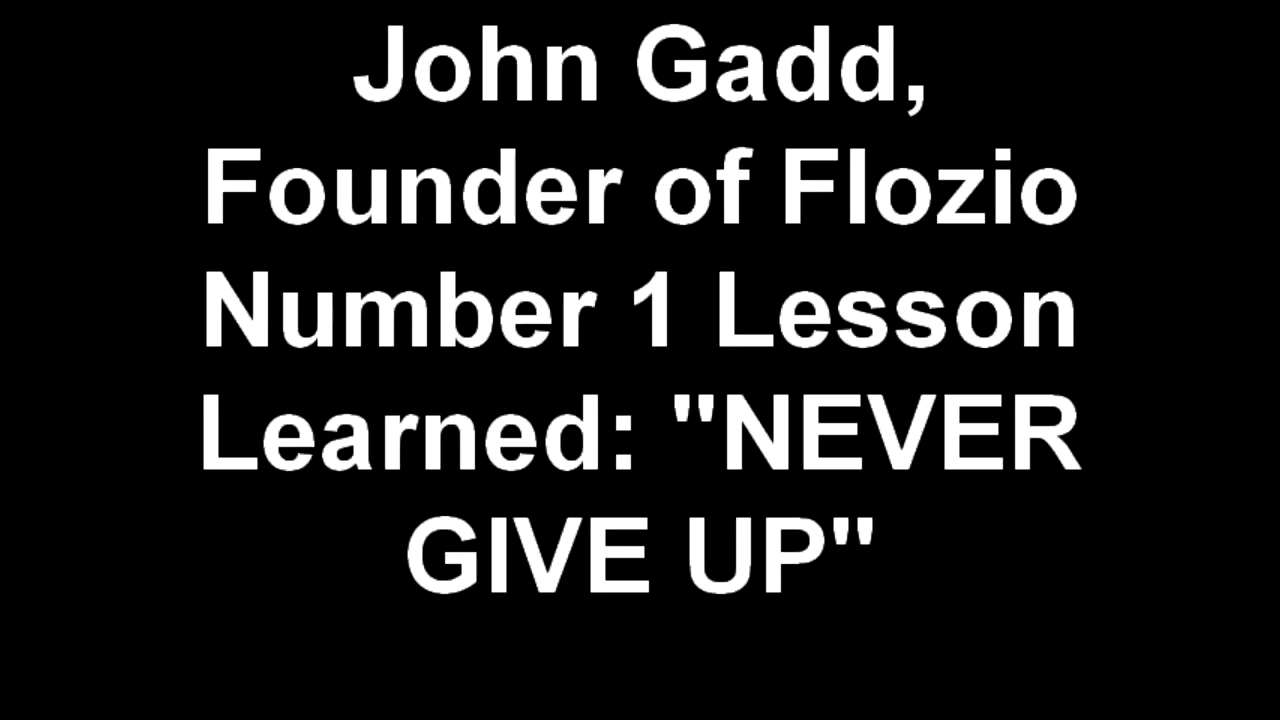 John Gadd,
Founder of Flozio
Number 1 Lesson
Learned: "NEVER
GIVE UP"